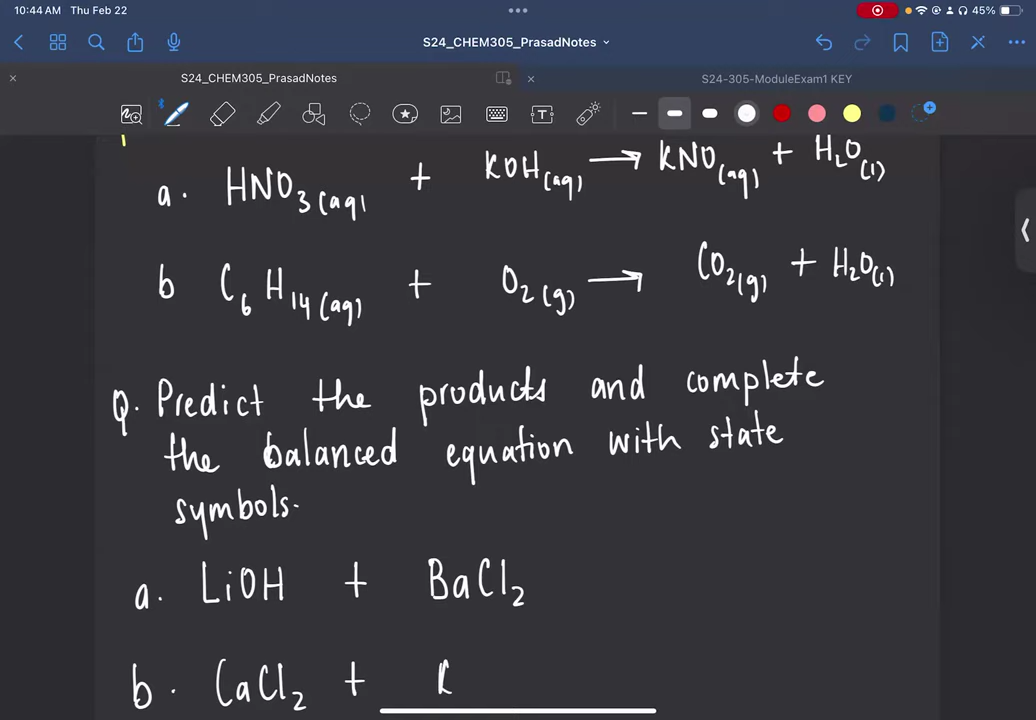 10:44 AM Thu Feb 22
45%
S24_CHEM305_PrasadNotes
S24_CHEM305_PrasadNotes
S24-305-ModuleExam1 KEY
a. HNO3(aq) + KOH(aq) → KNO(aq) + H2O(l)
b C6H14(aq) + O2(g) → CO2(g) + H2O(l)
Q. Predict the products and complete
the balanced equation with state
symbols.
a. LiOH + BaCl2
b. CaCl2 +